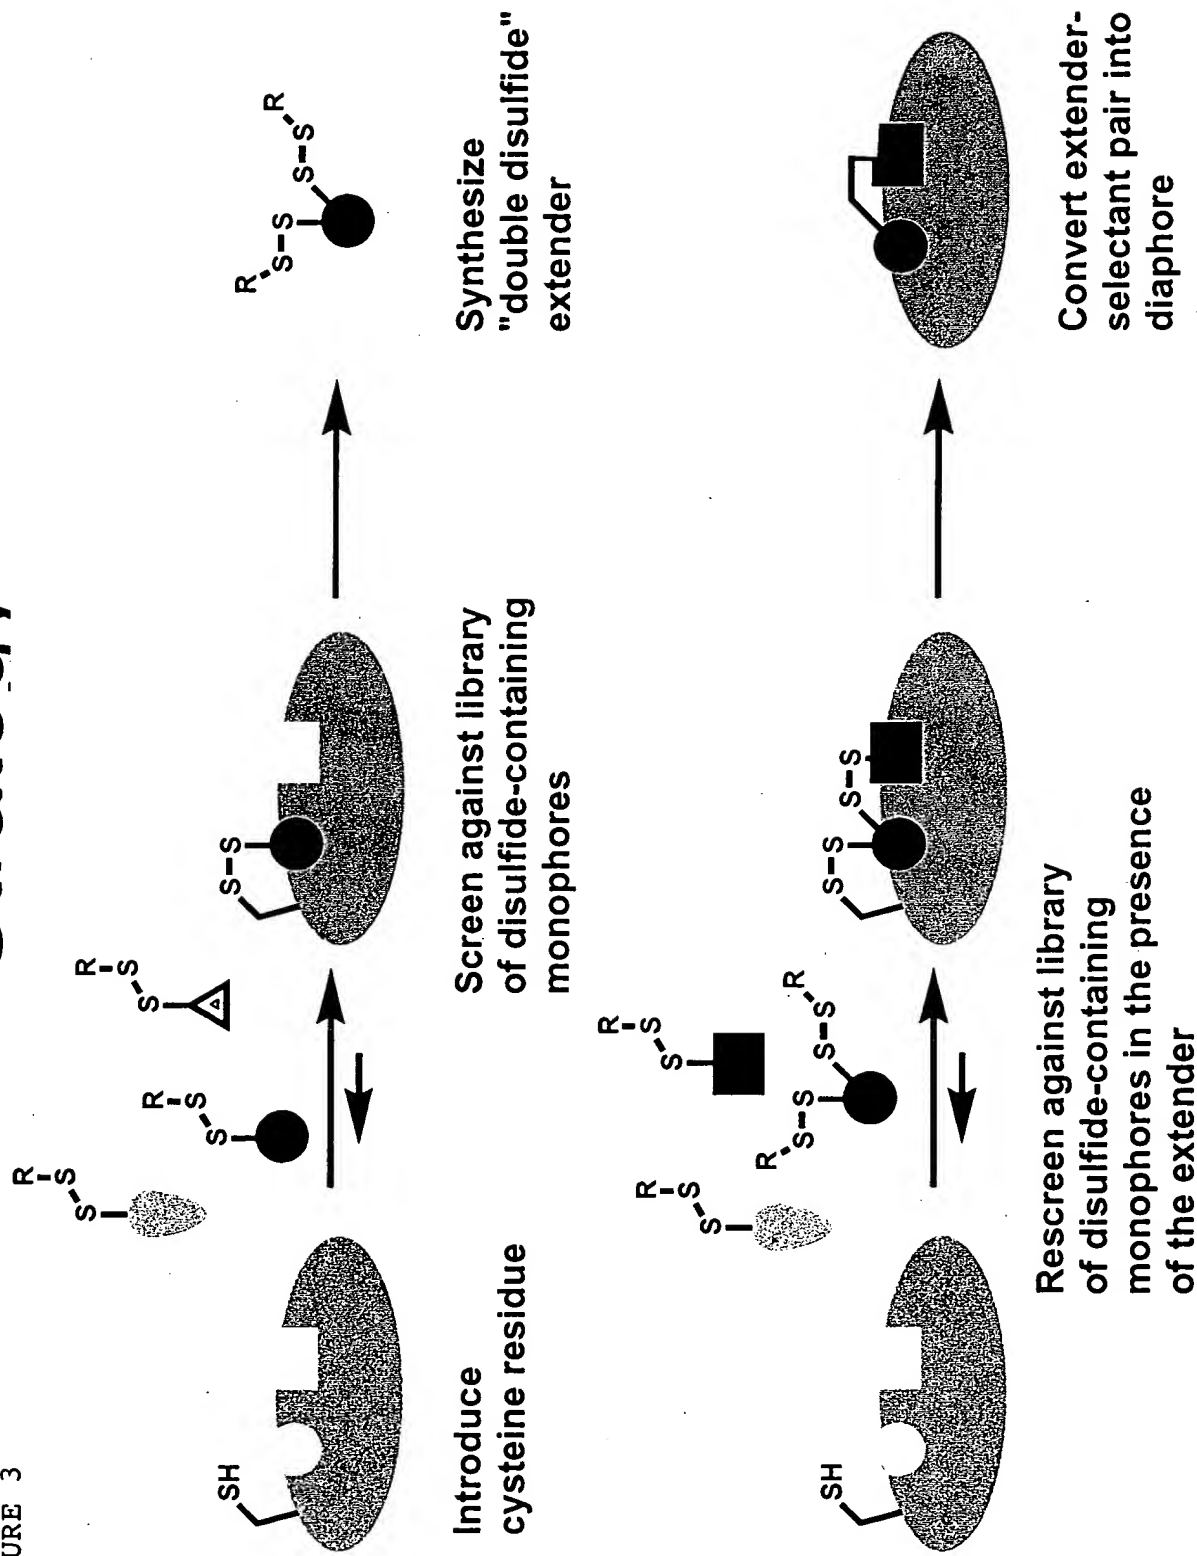 URE 3
R
S
S
R
S
S
R
S
S
SH
S-S
R
S-S
S-S
R
Introduce
cysteine residue
Screen against library
of disulfide-containing
monophores
Synthesize
"double disulfide"
extender
R
S
S
R
S
S
R
S-S
S-S
R
SH
S-S
S-S
Rescreen against library
of disulfide-containing
monophores in the presence
of the extender
Convert extender-
selectant pair into
diaphore